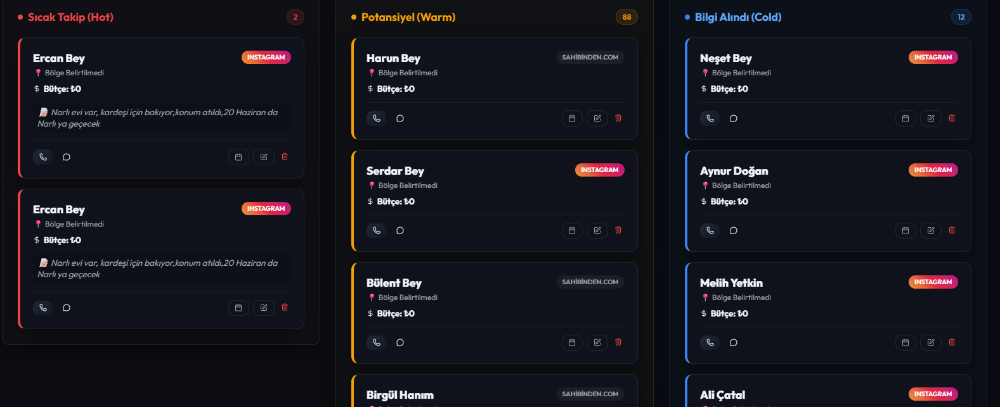 Sıcak Takip (Hot)
2
Ercan Bey
INSTAGRAM
Bölge Belirtilmedi
$ Bütçe: ₺0
Narlı evi var, kardeşi için bakıyor,konum atıldı,20 Haziran da
Narlı ya geçecek
Ercan Bey
INSTAGRAM
Bölge Belirtilmedi
$ Bütçe: ₺0
Narlı evi var, kardeşi için bakıyor,konum atıldı,20 Haziran da
Narlı ya geçecek
Potansiyel (Warm)
88
Harun Bey
SAHİBİNDEN.COM
Bölge Belirtilmedi
$ Bütçe: ₺0
Serdar Bey
INSTAGRAM
Bölge Belirtilmedi
$ Bütçe: ₺0
Bülent Bey
SAHİBİNDEN.COM
Bölge Belirtilmedi
$ Bütçe: ₺0
Birgül Hanım
SAHİBİNDEN.COM
Bilgi Alındı (Cold)
12
Neşet Bey
INSTAGRAM
Bölge Belirtilmedi
$ Bütçe: ₺0
Aynur Doğan
INSTAGRAM
Bölge Belirtilmedi
$ Bütçe: ₺0
Melih Yetkin
INSTAGRAM
Bölge Belirtilmedi
$ Bütçe: ₺0
Ali Çatal
INSTAGRAM